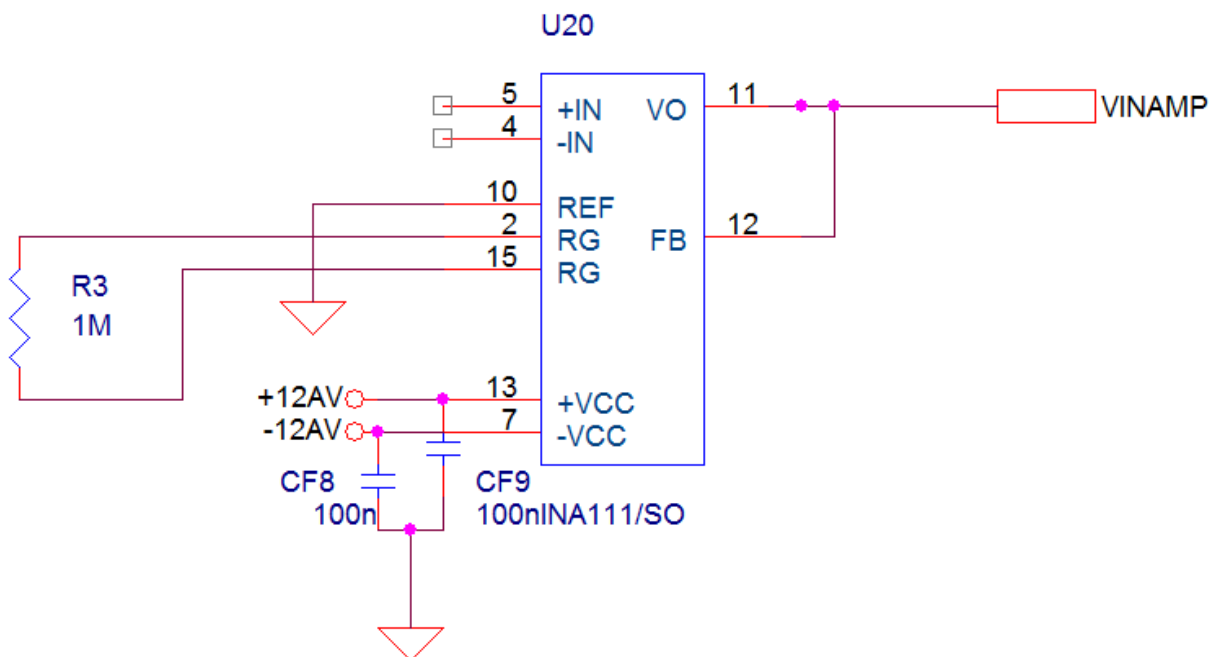 U20
5 +IN VO 11
4 -IN
10 REF
2 RG FB 12
15 RG
VINAMP
R3
1M
+12AV 13 +VCC
-12AV 7 -VCC
CF8 CF9
100n 100nINA111/SO